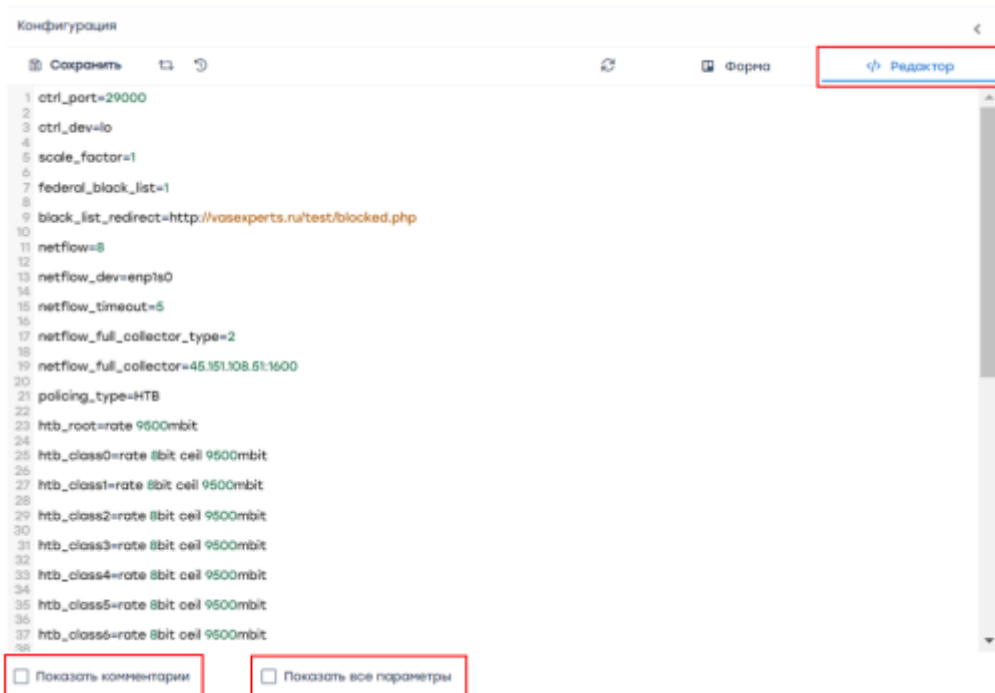 Конфигурация
Сохранить Форма Редактор
1 ctrl_port=29000
2
3 ctrl_dev=lo
4
5 scale_factor=1
6
7 federal_black_list=1
8
9 black_list_redirect=http://vasexperts.ru/test/blocked.php
10
11 netflow=8
12
13 netflow_dev=enp1s0
14
15 netflow_timeout=5
16
17 netflow_full_collector_type=2
18
19 netflow_full_collector=45.151.108.51:1600
20
21 policing_type=HTB
22
23 htb_root=rate 9500mbit
24
25 htb_class0=rate 8bit ceil 9500mbit
26
27 htb_class1=rate 8bit ceil 9500mbit
28
29 htb_class2=rate 8bit ceil 9500mbit
30
31 htb_class3=rate 8bit ceil 9500mbit
32
33 htb_class4=rate 8bit ceil 9500mbit
34
35 htb_class5=rate 8bit ceil 9500mbit
36
37 htb_class6=rate 8bit ceil 9500mbit
38
Показать комментарии Показать все параметры